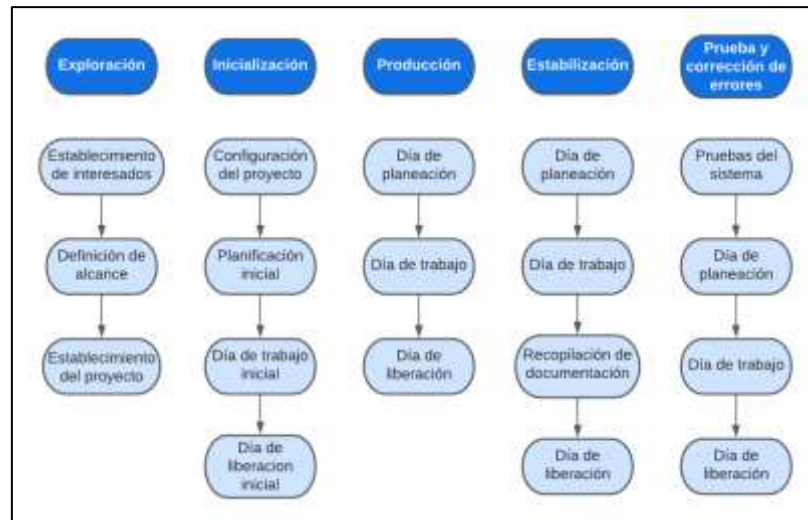 Exploración
Inicialización
Producción
Estabilización
Prueba y
corrección de
errores
Establecimiento
de interesados
Configuración
del proyecto
Día de
planeación
Día de
planeación
Pruebas del
sistema
Definición de
alcance
Planificación
inicial
Día de trabajo
Día de trabajo
Día de
planeación
Establecimiento
del proyecto
Día de trabajo
inicial
Día de
liberación
Recopilación de
documentación
Día de trabajo
Día de
liberacion
inicial
Día de
liberación
Día de
liberación